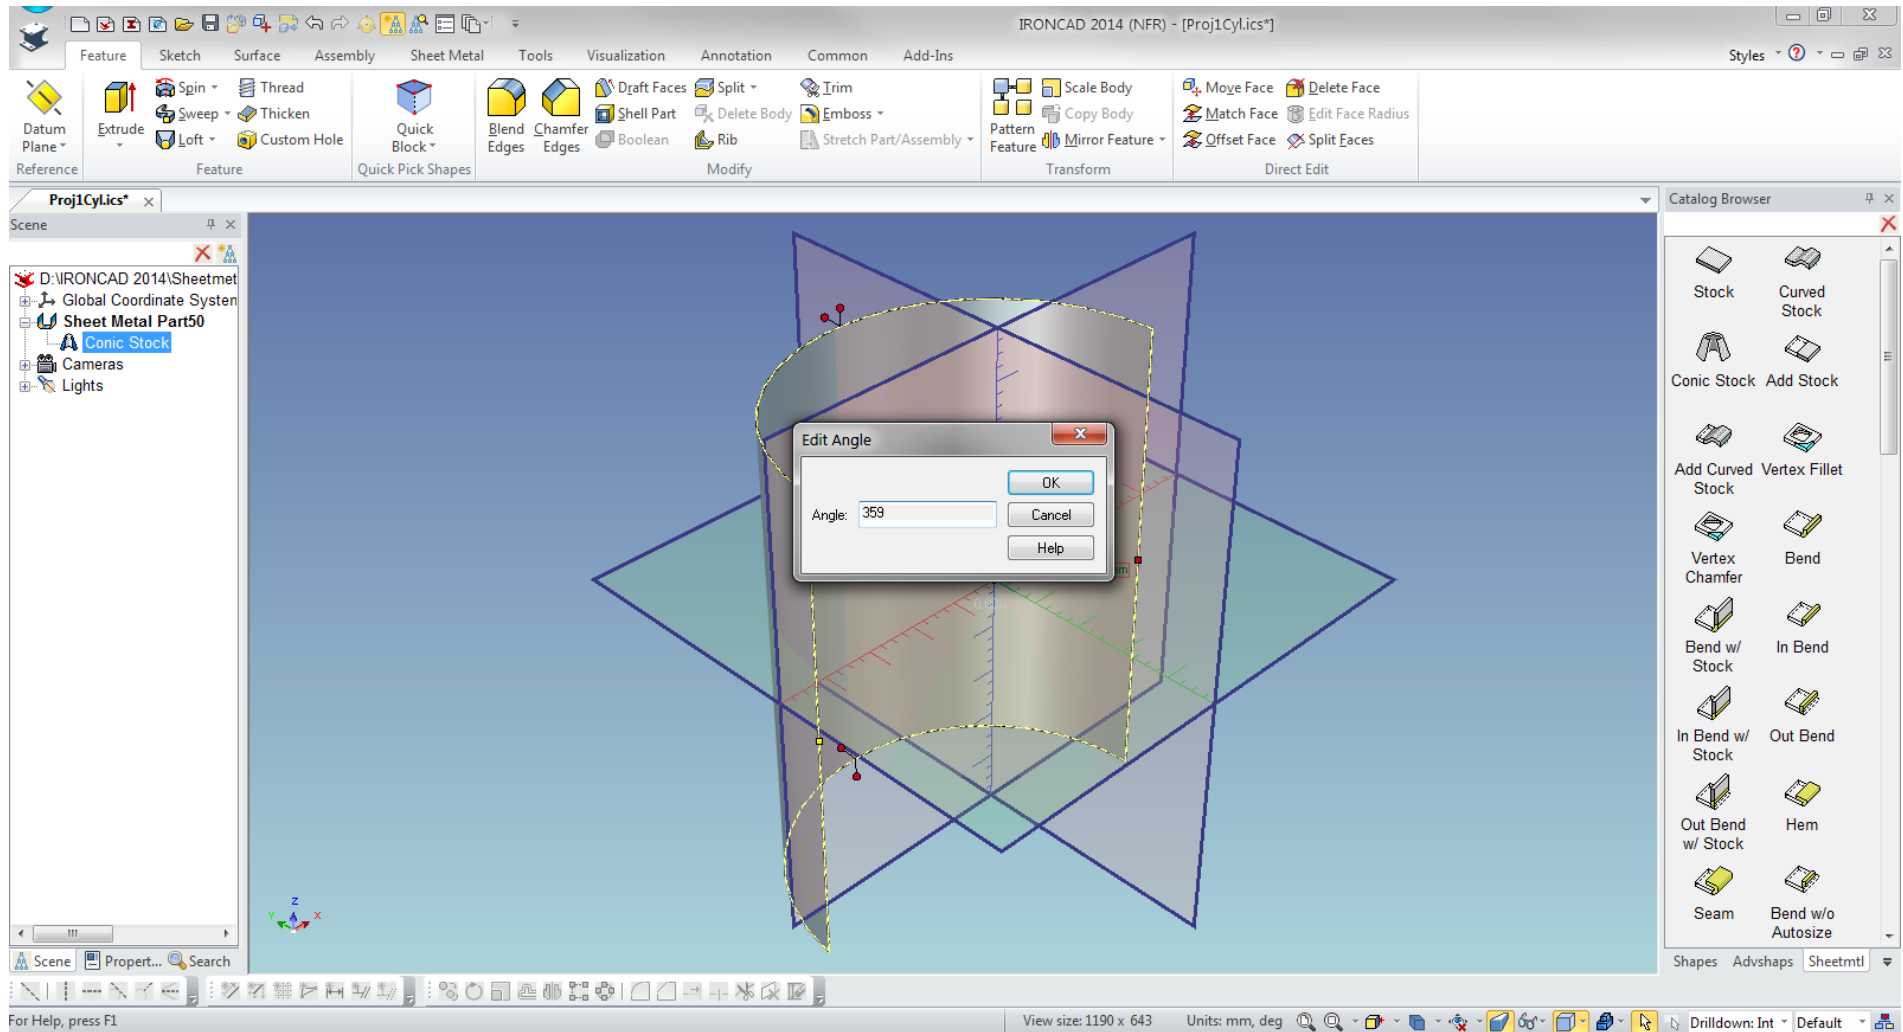 IRONCAD 2014 (NFR) - [Proj1Cyl.ics*]
Feature Sketch Surface Assembly Sheet Metal Tools Visualization Annotation Common Add-Ins Styles
Datum Plane
Extrude
Spin
Sweep
Loft
Thread
Thicken
Custom Hole
Quick Block
Blend Edges
Chamfer Edges
Draft Faces
Shell Part
Boolean
Split
Delete Body
Rib
Trim
Emboss
Stretch Part/Assembly
Pattern Feature
Scale Body
Copy Body
Mirror Feature
Move Face
Match Face
Offset Face
Delete Face
Edit Face Radius
Split Faces
Reference Feature Quick Pick Shapes Modify Transform Direct Edit
Proj1Cyl.ics*
Scene
D:\IRONCAD 2014\Sheetmet
Global Coordinate System
Sheet Metal Part50
Conic Stock
Cameras
Lights
Edit Angle
Angle: 359
OK
Cancel
Help
mm
0.000
Z
Y
X
Catalog Browser
Stock
Curved Stock
Conic Stock
Add Stock
Add Curved Stock
Vertex Fillet
Vertex Chamfer
Bend
Bend w/ Stock
In Bend
In Bend w/ Stock
Out Bend
Out Bend w/ Stock
Hem
Seam
Bend w/o Autosize
Scene Propert... Search
Shapes Advshaps Sheetmtl
For Help, press F1
View size: 1190 x 643 Units: mm, deg
Drilldown: Int Default